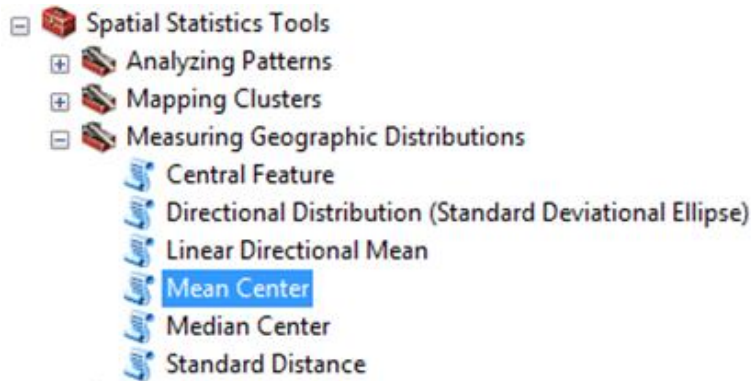 Spatial Statistics Tools
Analyzing Patterns
Mapping Clusters
Measuring Geographic Distributions
Central Feature
Directional Distribution (Standard Deviational Ellipse)
Linear Directional Mean
Mean Center
Median Center
Standard Distance